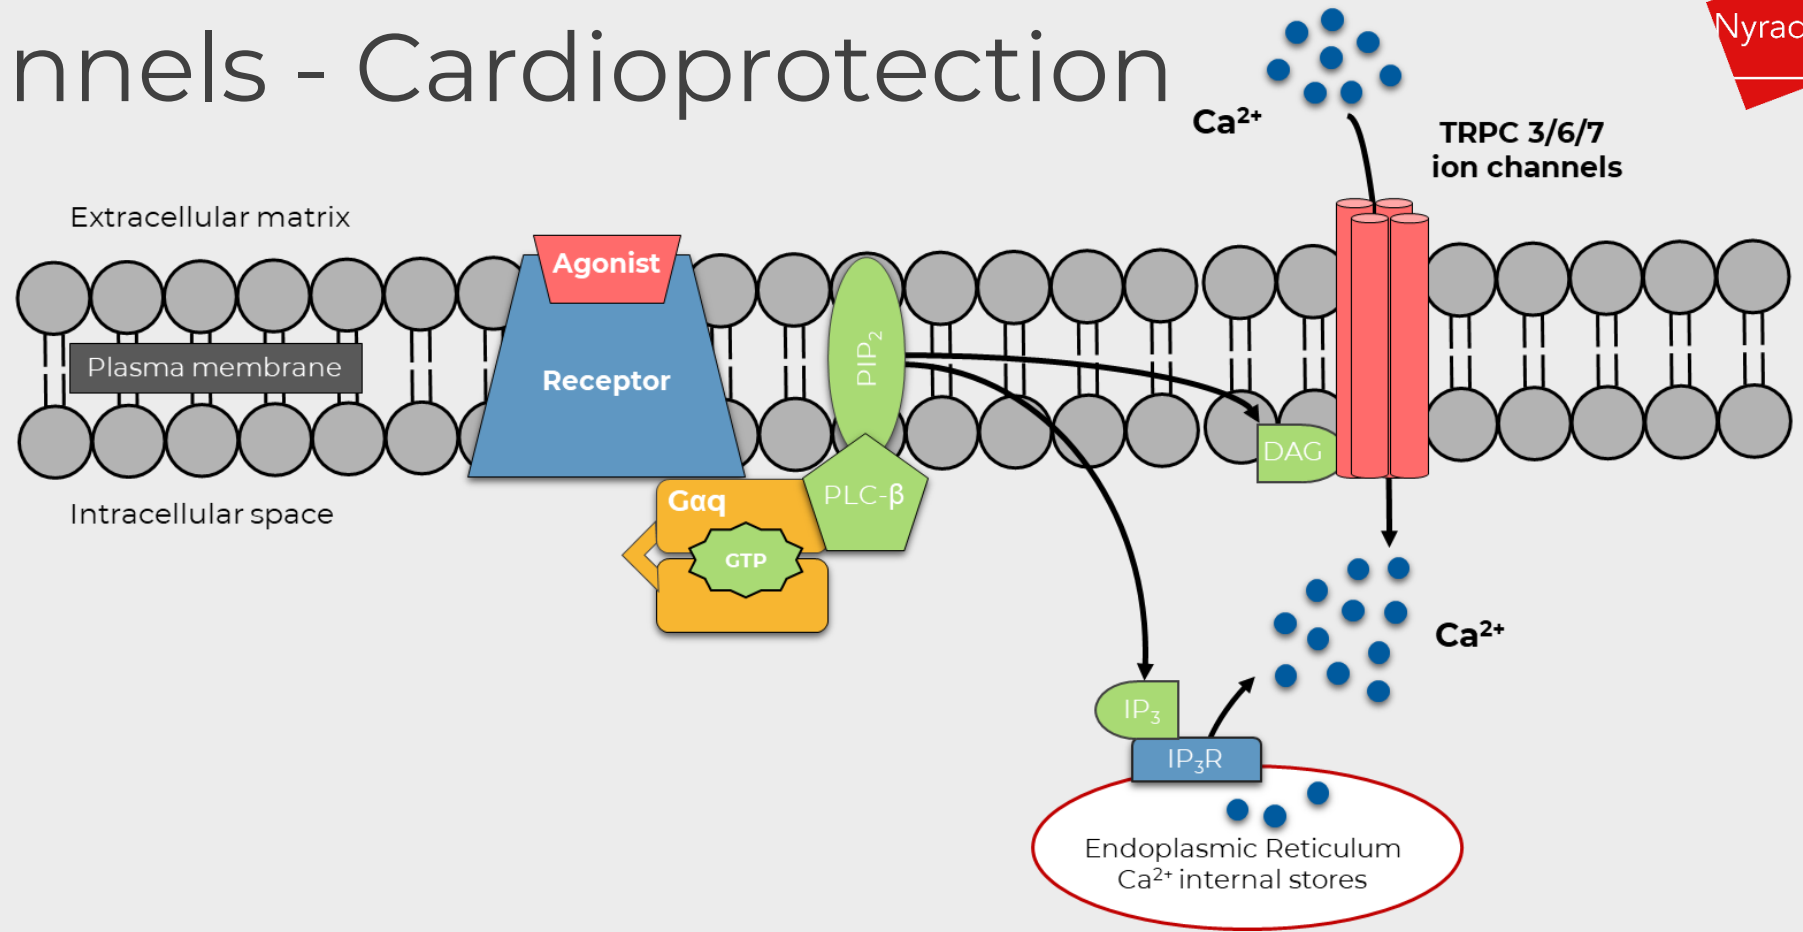 nnels - Cardioprotection
Nyrad
Ca²⁺
TRPC 3/6/7
ion channels
Extracellular matrix
Agonist
Plasma membrane
Receptor
PIP₂
DAG
Gαq
PLC-β
Intracellular space
GTP
Ca²⁺
IP₃
IP₃R
Endoplasmic Reticulum
Ca²⁺ internal stores